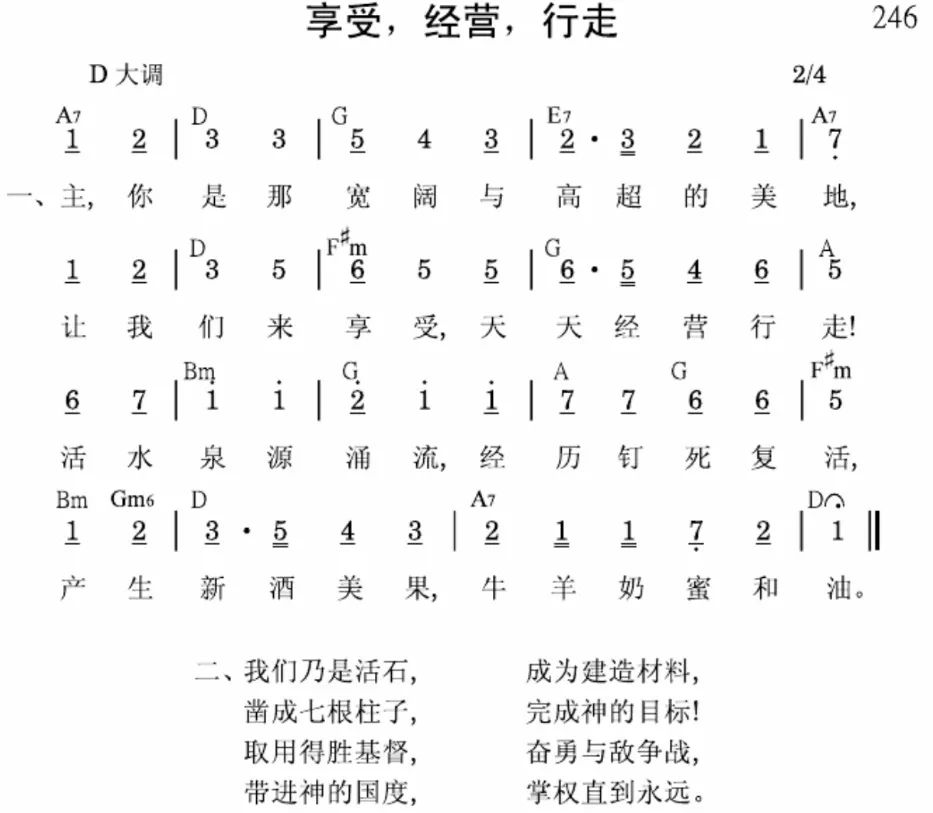 享受，经营，行走 246
D 大调 2/4
A7 D G E7 A7
1 2 | 3 3 | 5 4 3 | 2 · 3 2 1 | 7
一、主, 你 是 那 宽 阔 与 高 超 的 美 地,
D F♯m G A
1 2 | 3 5 | 6 5 5 | 6 · 5 4 6 | 5
让 我 们 来 享 受, 天 天 经 营 行 走!
Bm G A G F♯m
6 7 | 1 1 | 2 1 1 | 7 7 6 6 | 5
活 水 泉 源 涌 流, 经 历 钉 死 复 活,
Bm Gm6 D A7 D
1 2 | 3 · 5 4 3 | 2 1 1 7 2 | 1 ‖
产 生 新 酒 美 果, 牛 羊 奶 蜜 和 油。
二、我们乃是活石, 成为建造材料,
凿成七根柱子, 完成神的目标!
取用得胜基督, 奋勇与敌争战,
带进神的国度, 掌权直到永远。